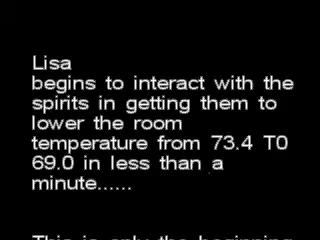 Lisa
begins to interact with the
spirits in getting them to
lower the room
temperature from 73.4 T0
69.0 in less than a
minute......
This is only the beginning